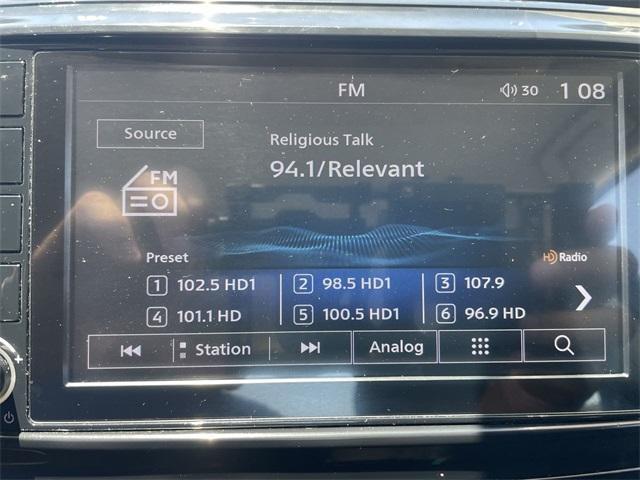 FM 30 1 08
Source
Religious Talk
94.1/Relevant
FM
Preset HD Radio
1 102.5 HD1 2 98.5 HD1 3 107.9
4 101.1 HD 5 100.5 HD1 6 96.9 HD
Station Analog